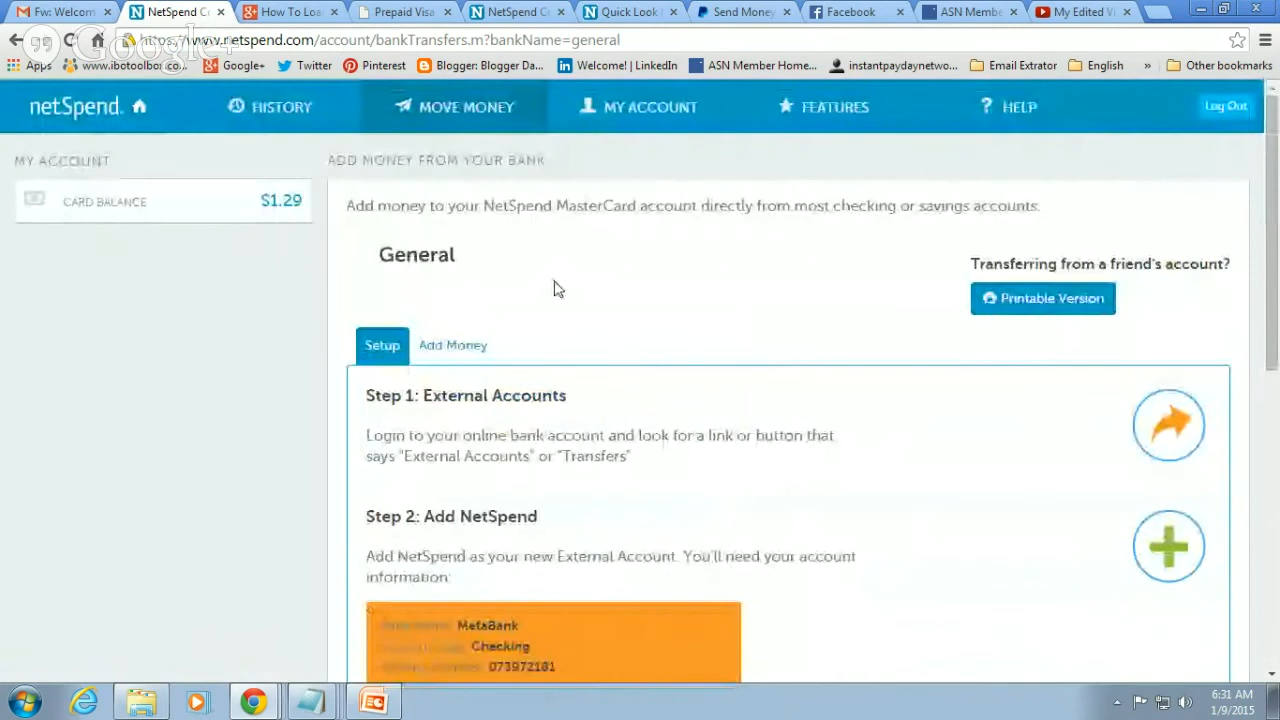 Fw: Welcom
NetSpend Co
How To Loa
Prepaid Visa
NetSpend Co
Quick Look
Send Money
Facebook
ASN Membe
My Edited Vi
https://www.netspend.com/account/bankTransfers.m?bankName=general
Google+
Apps
www.ibotoolbox.co...
Google+
Twitter
Pinterest
Blogger: Blogger Da...
Welcome! | LinkedIn
ASN Member Home...
instantpaydaynetwo...
Email Extrator
English
»
Other bookmarks
netSpend.
HISTORY
MOVE MONEY
MY ACCOUNT
FEATURES
? HELP
Log Out
MY ACCOUNT
CARD BALANCE $1.29
ADD MONEY FROM YOUR BANK
Add money to your NetSpend MasterCard account directly from most checking or savings accounts.
General
Transferring from a friend's account?
Printable Version
Setup
Add Money
Step 1: External Accounts
Login to your online bank account and look for a link or button that
says "External Accounts" or "Transfers"
Step 2: Add NetSpend
Add NetSpend as your new External Account. You'll need your account
information:
MetaBank
Checking
073972181
6:31 AM
1/9/2015